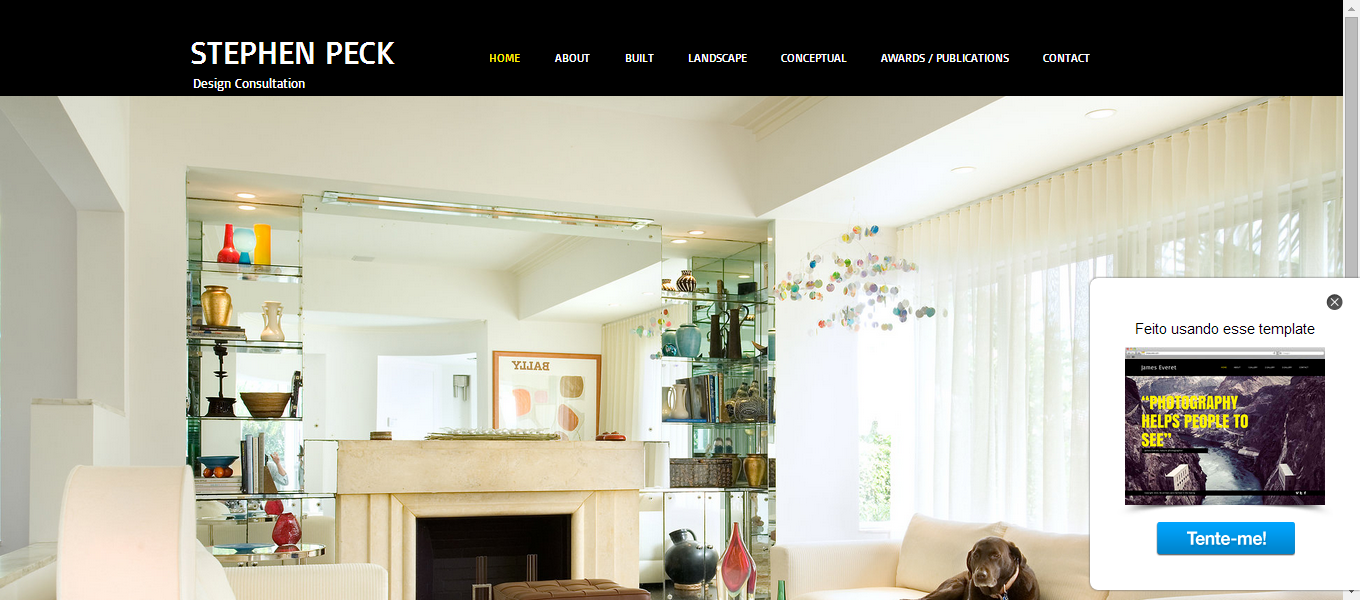 STEPHEN PECK
Design Consultation
HOME ABOUT BUILT LANDSCAPE CONCEPTUAL AWARDS / PUBLICATIONS CONTACT
BALLY
Feito usando esse template
James Everet
“PHOTOGRAPHY
HELPS PEOPLE TO
SEE”
Tente-me!